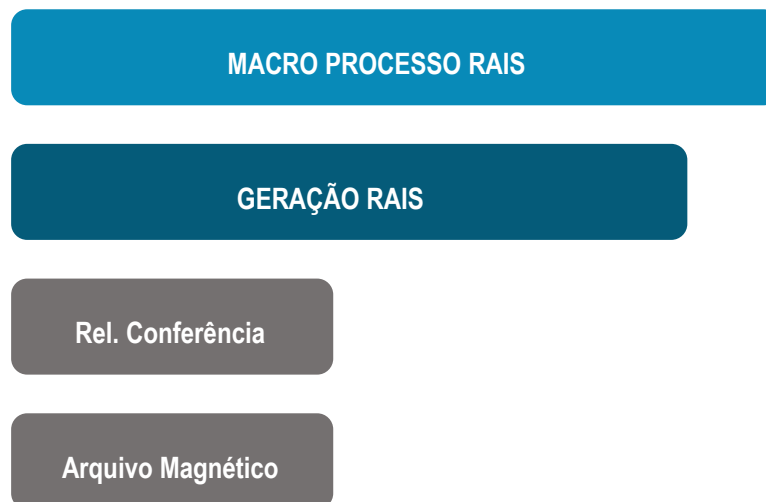 MACRO PROCESSO RAIS
GERAÇÃO RAIS
Rel. Conferência
Arquivo Magnético